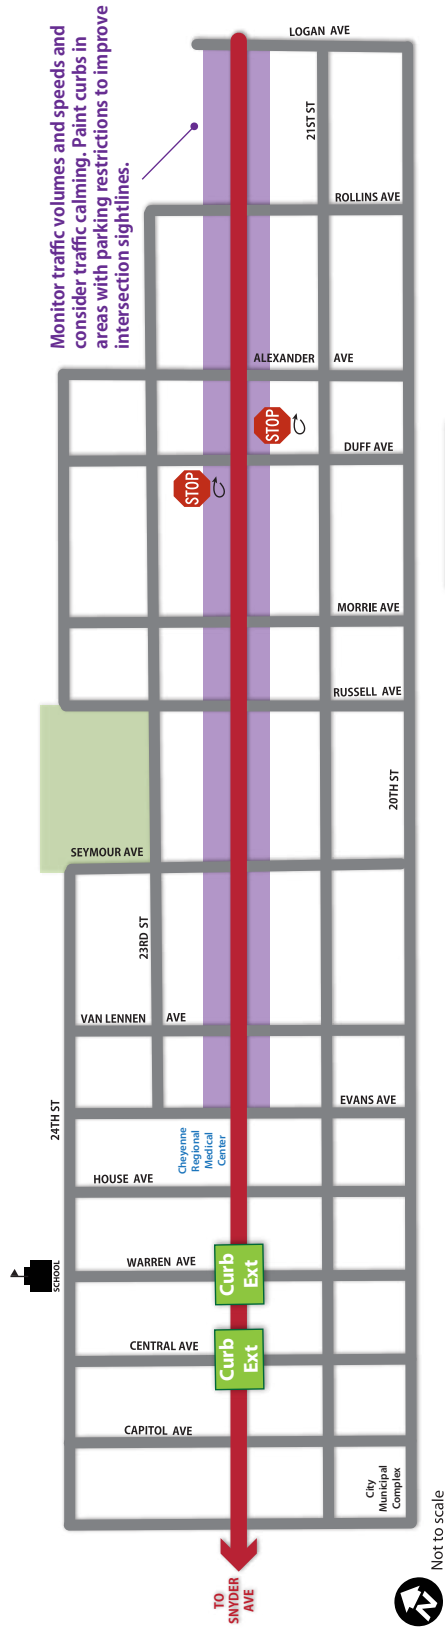 LOGAN AVE
Monitor traffic volumes and speeds and
consider traffic calming. Paint curbs in
areas with parking restrictions to improve
intersection sightlines.
21ST ST
ROLLINS AVE
ALEXANDER AVE
STOP
DUFF AVE
STOP
MORRIE AVE
RUSSELL AVE
20TH ST
SEYMOUR AVE
23RD ST
VAN LENNEN AVE
EVANS AVE
24TH ST
Cheyenne
Regional
Medical
Center
HOUSE AVE
WARREN AVE
SCHOOL
Curb
Ext
CENTRAL AVE
Curb
Ext
CAPITOL AVE
City
Municipal
Complex
TO
SNYDER
AVE
N
Not to scale